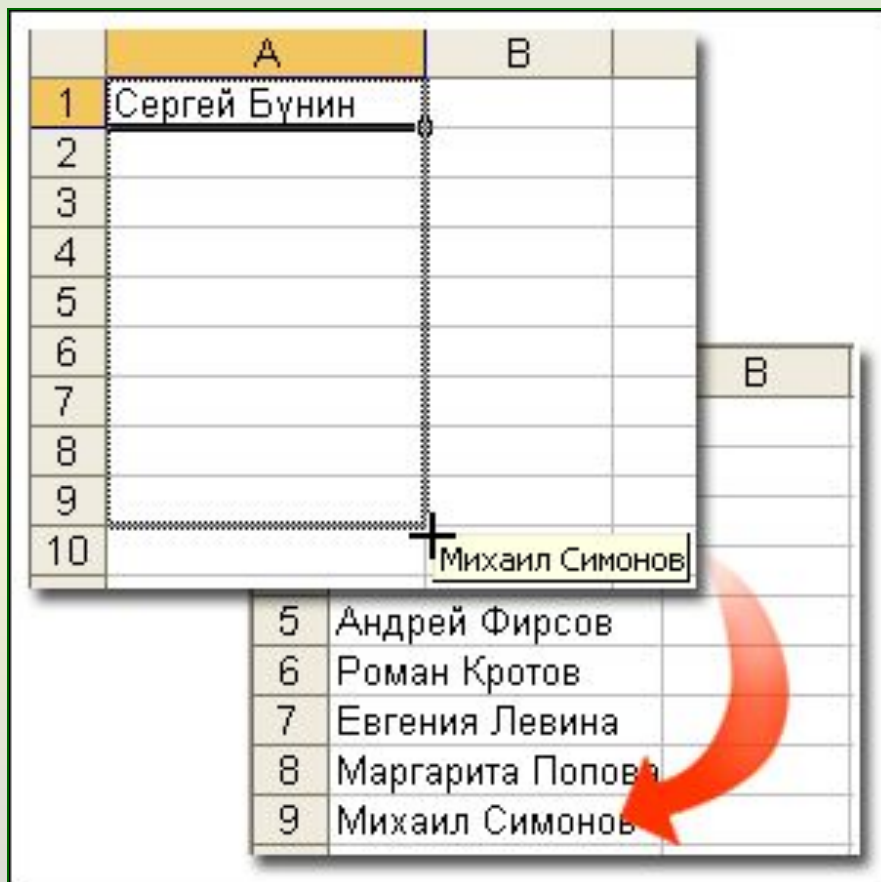 A B
1 Сергей Бунин
2
3
4
5
6
7
8
9
10
Михаил Симонов
B
5 Андрей Фирсов
6 Роман Кротов
7 Евгения Левина
8 Маргарита Попова
9 Михаил Симонов